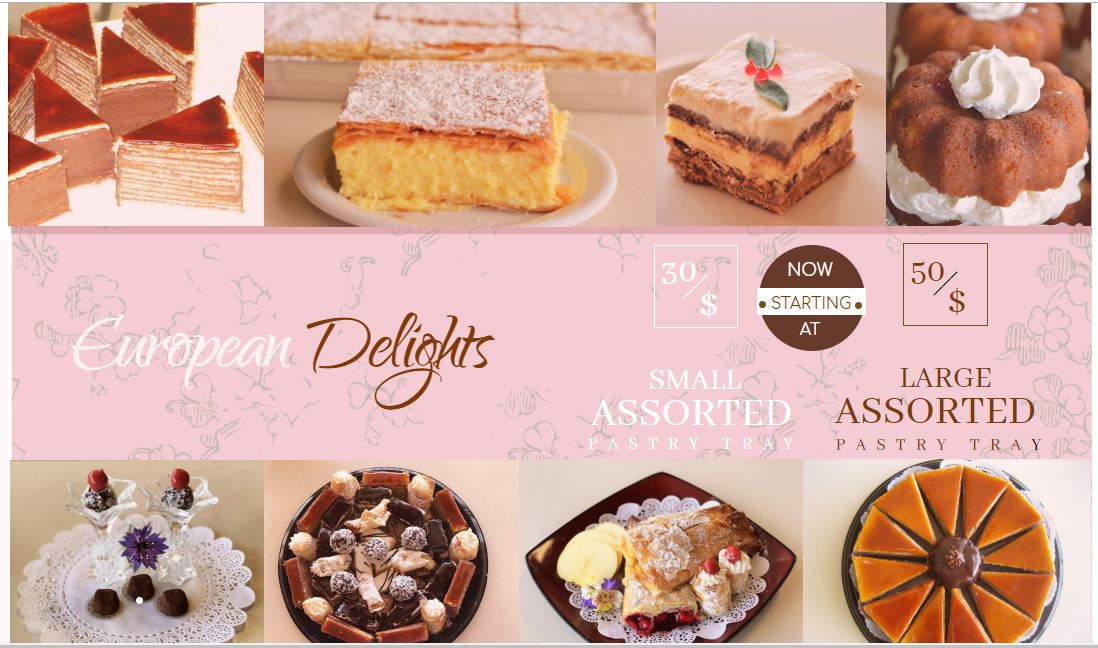 European Delights
30/$
NOW
STARTING
AT
50/$
SMALL
ASSORTED
PASTRY TRAY
LARGE
ASSORTED
PASTRY TRAY